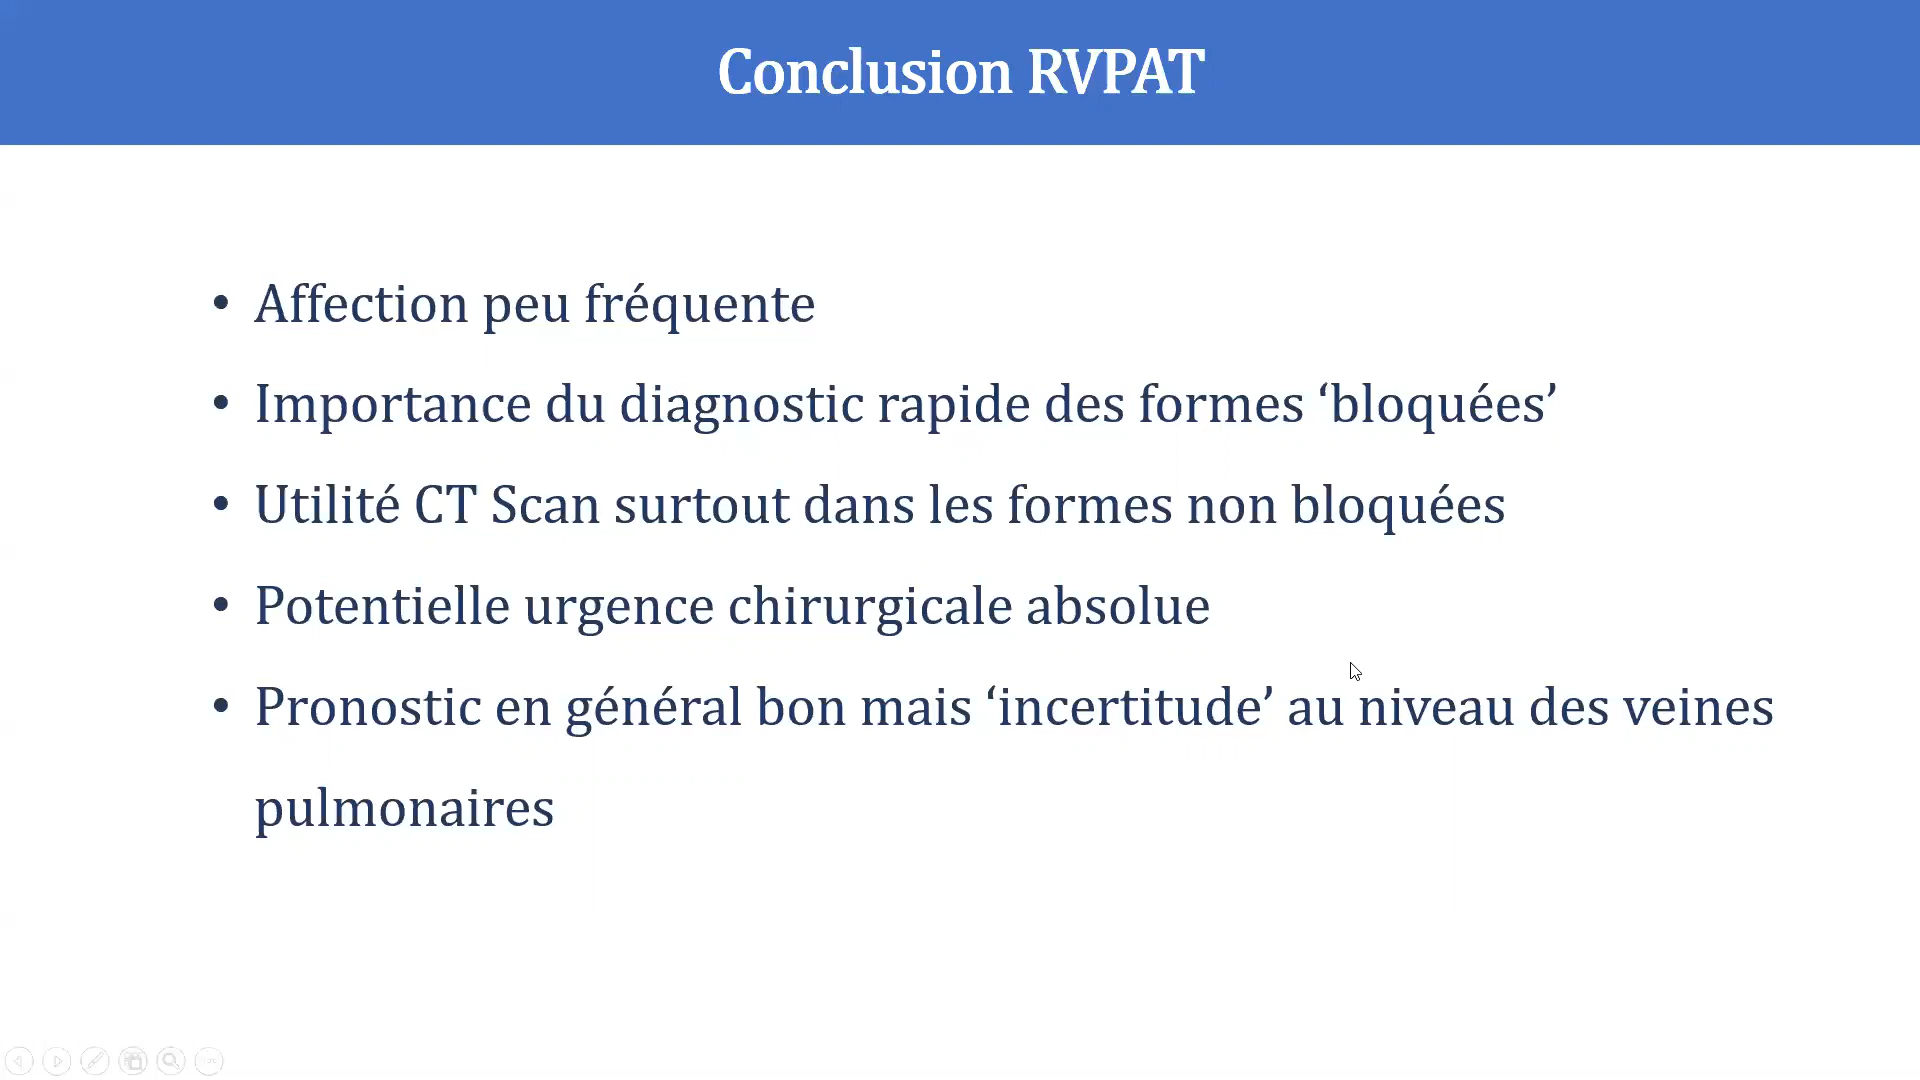 Conclusion RVPAT
• Affection peu fréquente
• Importance du diagnostic rapide des formes ‘bloquées’
• Utilité CT Scan surtout dans les formes non bloquées
• Potentielle urgence chirurgicale absolue
• Pronostic en général bon mais ‘incertitude’ au niveau des veines
pulmonaires